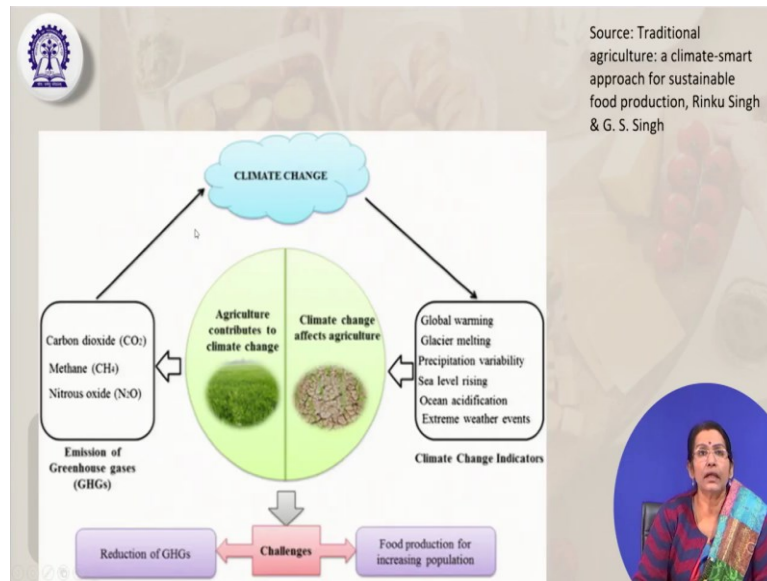 Source: Traditional
agriculture: a climate-smart
approach for sustainable
food production, Rinku Singh
& G. S. Singh
CLIMATE CHANGE
Carbon dioxide (CO₂)
Methane (CH₄)
Nitrous oxide (N₂O)
Emission of
Greenhouse gases
(GHGs)
Agriculture
contributes to
climate change
Climate change
affects agriculture
Global warming
Glacier melting
Precipitation variability
Sea level rising
Ocean acidification
Extreme weather events
Climate Change Indicators
Reduction of GHGs
Challenges
Food production for
increasing population